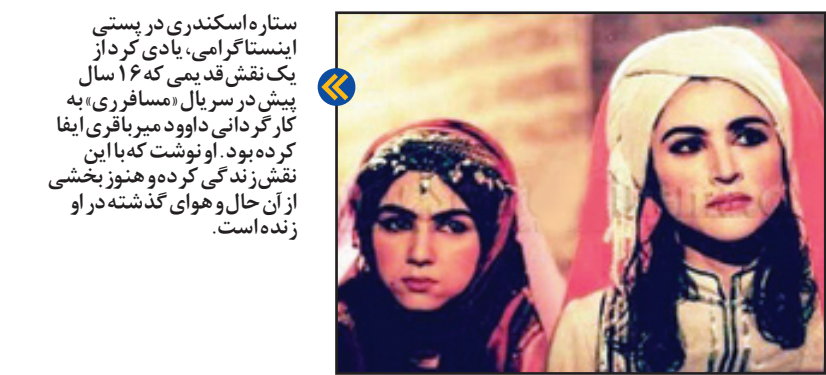 ستاره اسکندری در پستی
اینستاگرامی، یادی کرد از
یک نقش قدیمی که ۱۶ سال
پیش در سریال «مسافر ری» به
کارگردانی داوود میرباقری ایفا
کرده بود. او نوشت که با این
نقش زندگی کرده و هنوز بخشی
از آن حال و هوای گذشته در او
زنده است.